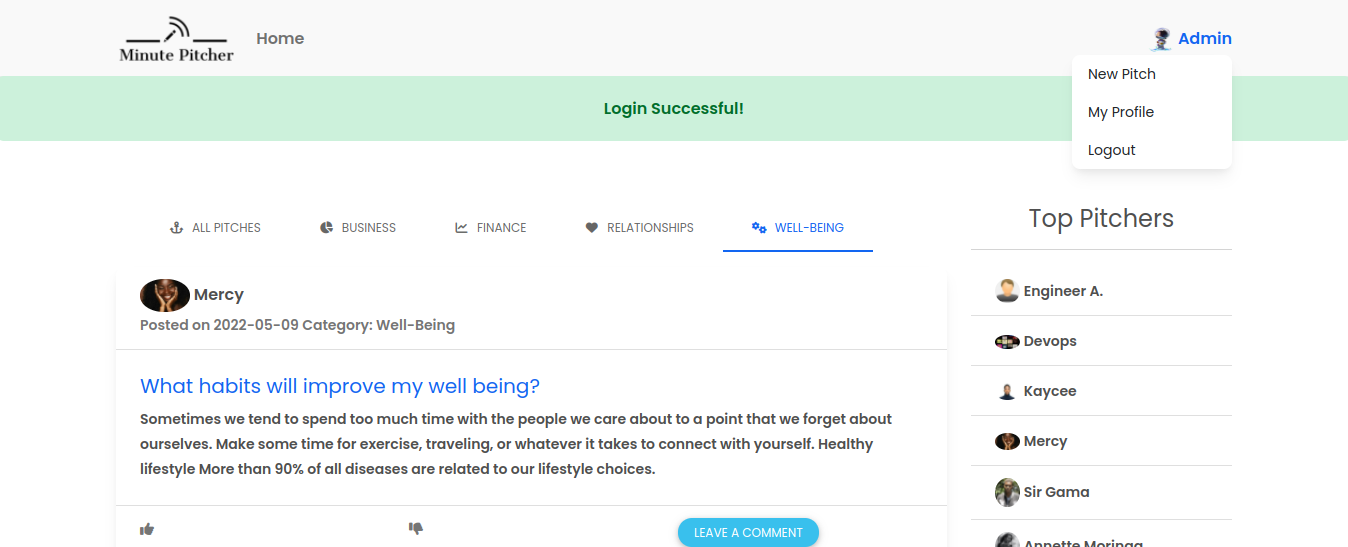 Minute Pitcher
Home
Admin
New Pitch
My Profile
Logout
Login Successful!
ALL PITCHES
BUSINESS
FINANCE
RELATIONSHIPS
WELL-BEING
Mercy
Posted on 2022-05-09 Category: Well-Being
What habits will improve my well being?
Sometimes we tend to spend too much time with the people we care about to a point that we forget about
ourselves. Make some time for exercise, traveling, or whatever it takes to connect with yourself. Healthy
lifestyle More than 90% of all diseases are related to our lifestyle choices.
LEAVE A COMMENT
Top Pitchers
Engineer A.
Devops
Kaycee
Mercy
Sir Gama
Annette Moringa